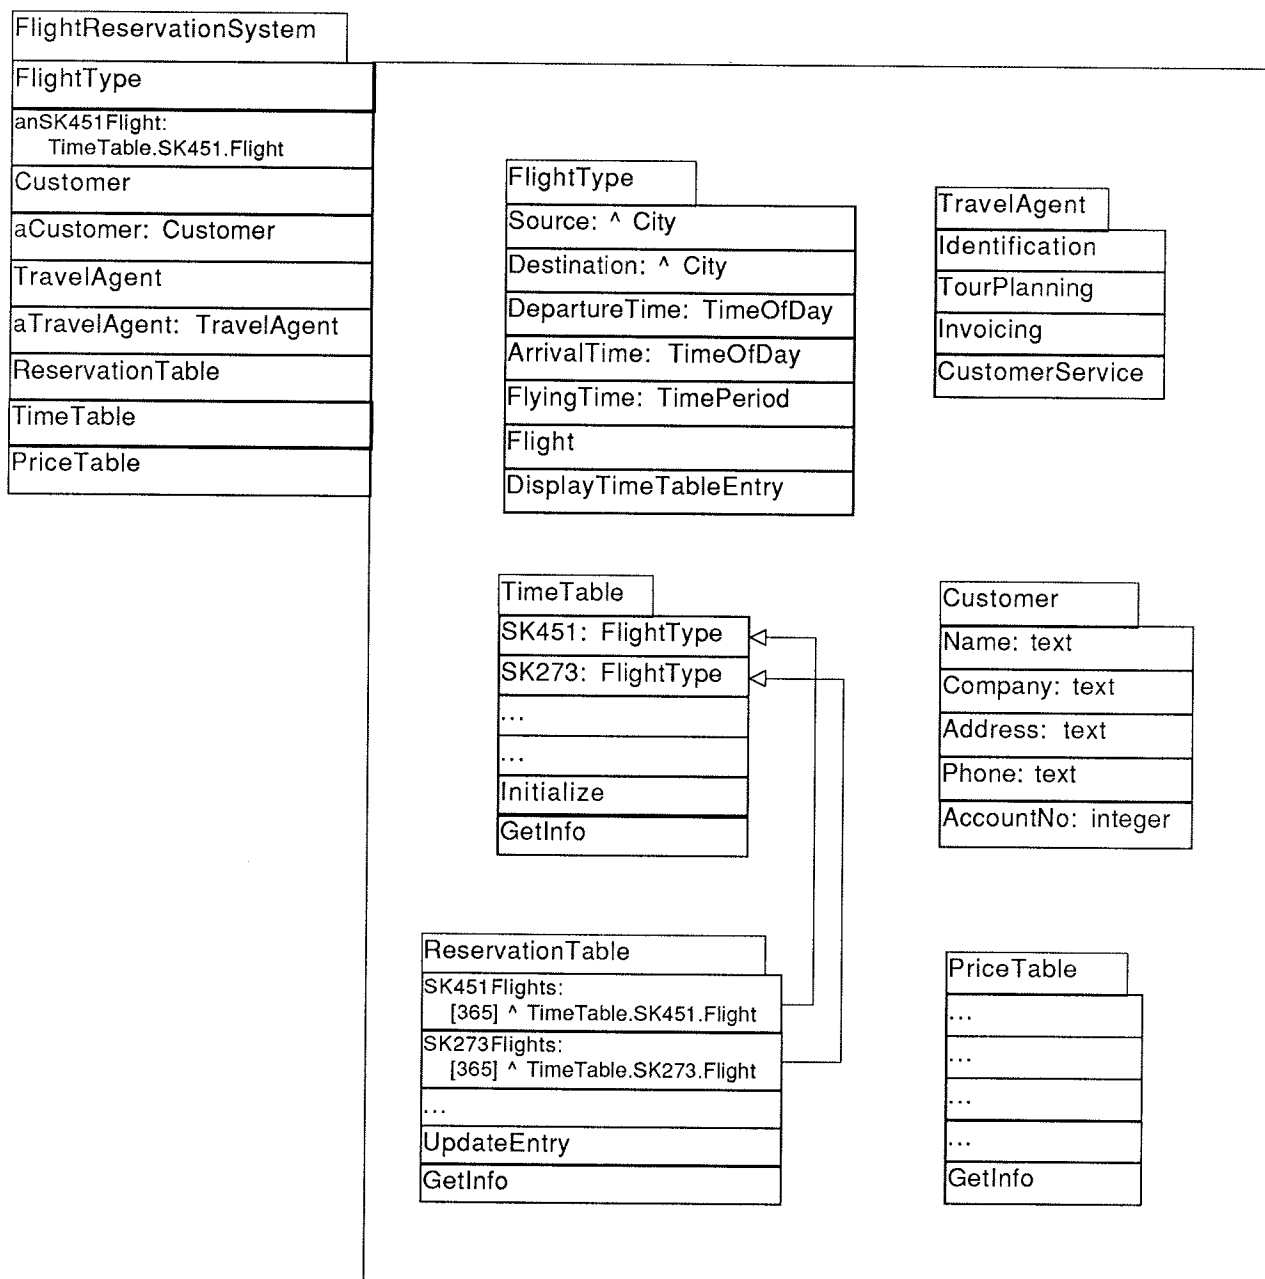 FlightReservationSystem
FlightType
anSK451Flight:
TimeTable.SK451.Flight
Customer
aCustomer: Customer
TravelAgent
aTravelAgent: TravelAgent
ReservationTable
TimeTable
PriceTable
FlightType
Source: ^ City
Destination: ^ City
DepartureTime: TimeOfDay
ArrivalTime: TimeOfDay
FlyingTime: TimePeriod
Flight
DisplayTimeTableEntry
TravelAgent
Identification
TourPlanning
Invoicing
CustomerService
TimeTable
SK451: FlightType
SK273: FlightType
...
...
Initialize
GetInfo
Customer
Name: text
Company: text
Address: text
Phone: text
AccountNo: integer
ReservationTable
SK451Flights:
[365] ^ TimeTable.SK451.Flight
SK273Flights:
[365] ^ TimeTable.SK273.Flight
...
UpdateEntry
GetInfo
PriceTable
...
...
...
...
GetInfo